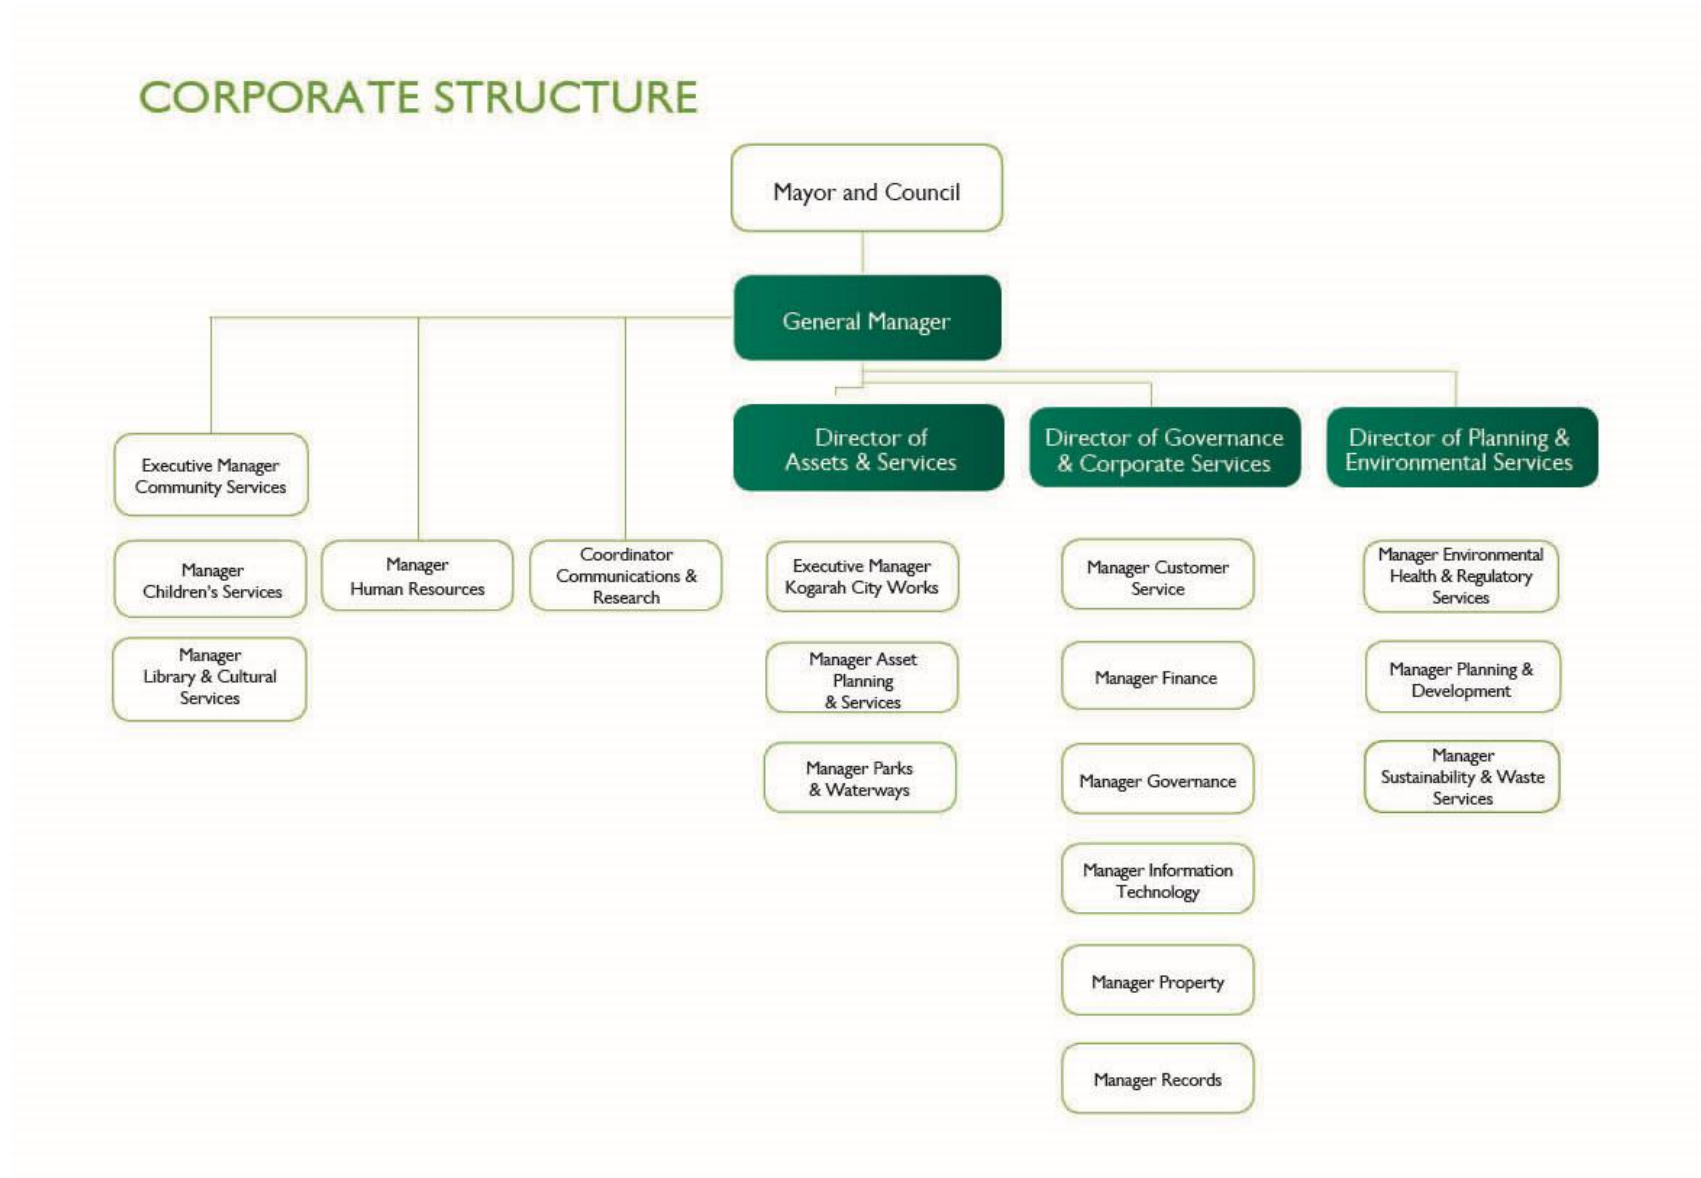 CORPORATE STRUCTURE
Mayor and Council
General Manager
Director of
Assets & Services
Director of Governance
& Corporate Services
Director of Planning &
Environmental Services
Executive Manager
Community Services
Manager
Children's Services
Manager
Library & Cultural
Services
Manager
Human Resources
Coordinator
Communications &
Research
Executive Manager
Kogarah City Works
Manager Asset
Planning
& Services
Manager Parks
& Waterways
Manager Customer
Service
Manager Finance
Manager Governance
Manager Information
Technology
Manager Property
Manager Records
Manager Environmental
Health & Regulatory
Services
Manager Planning &
Development
Manager
Sustainability & Waste
Services